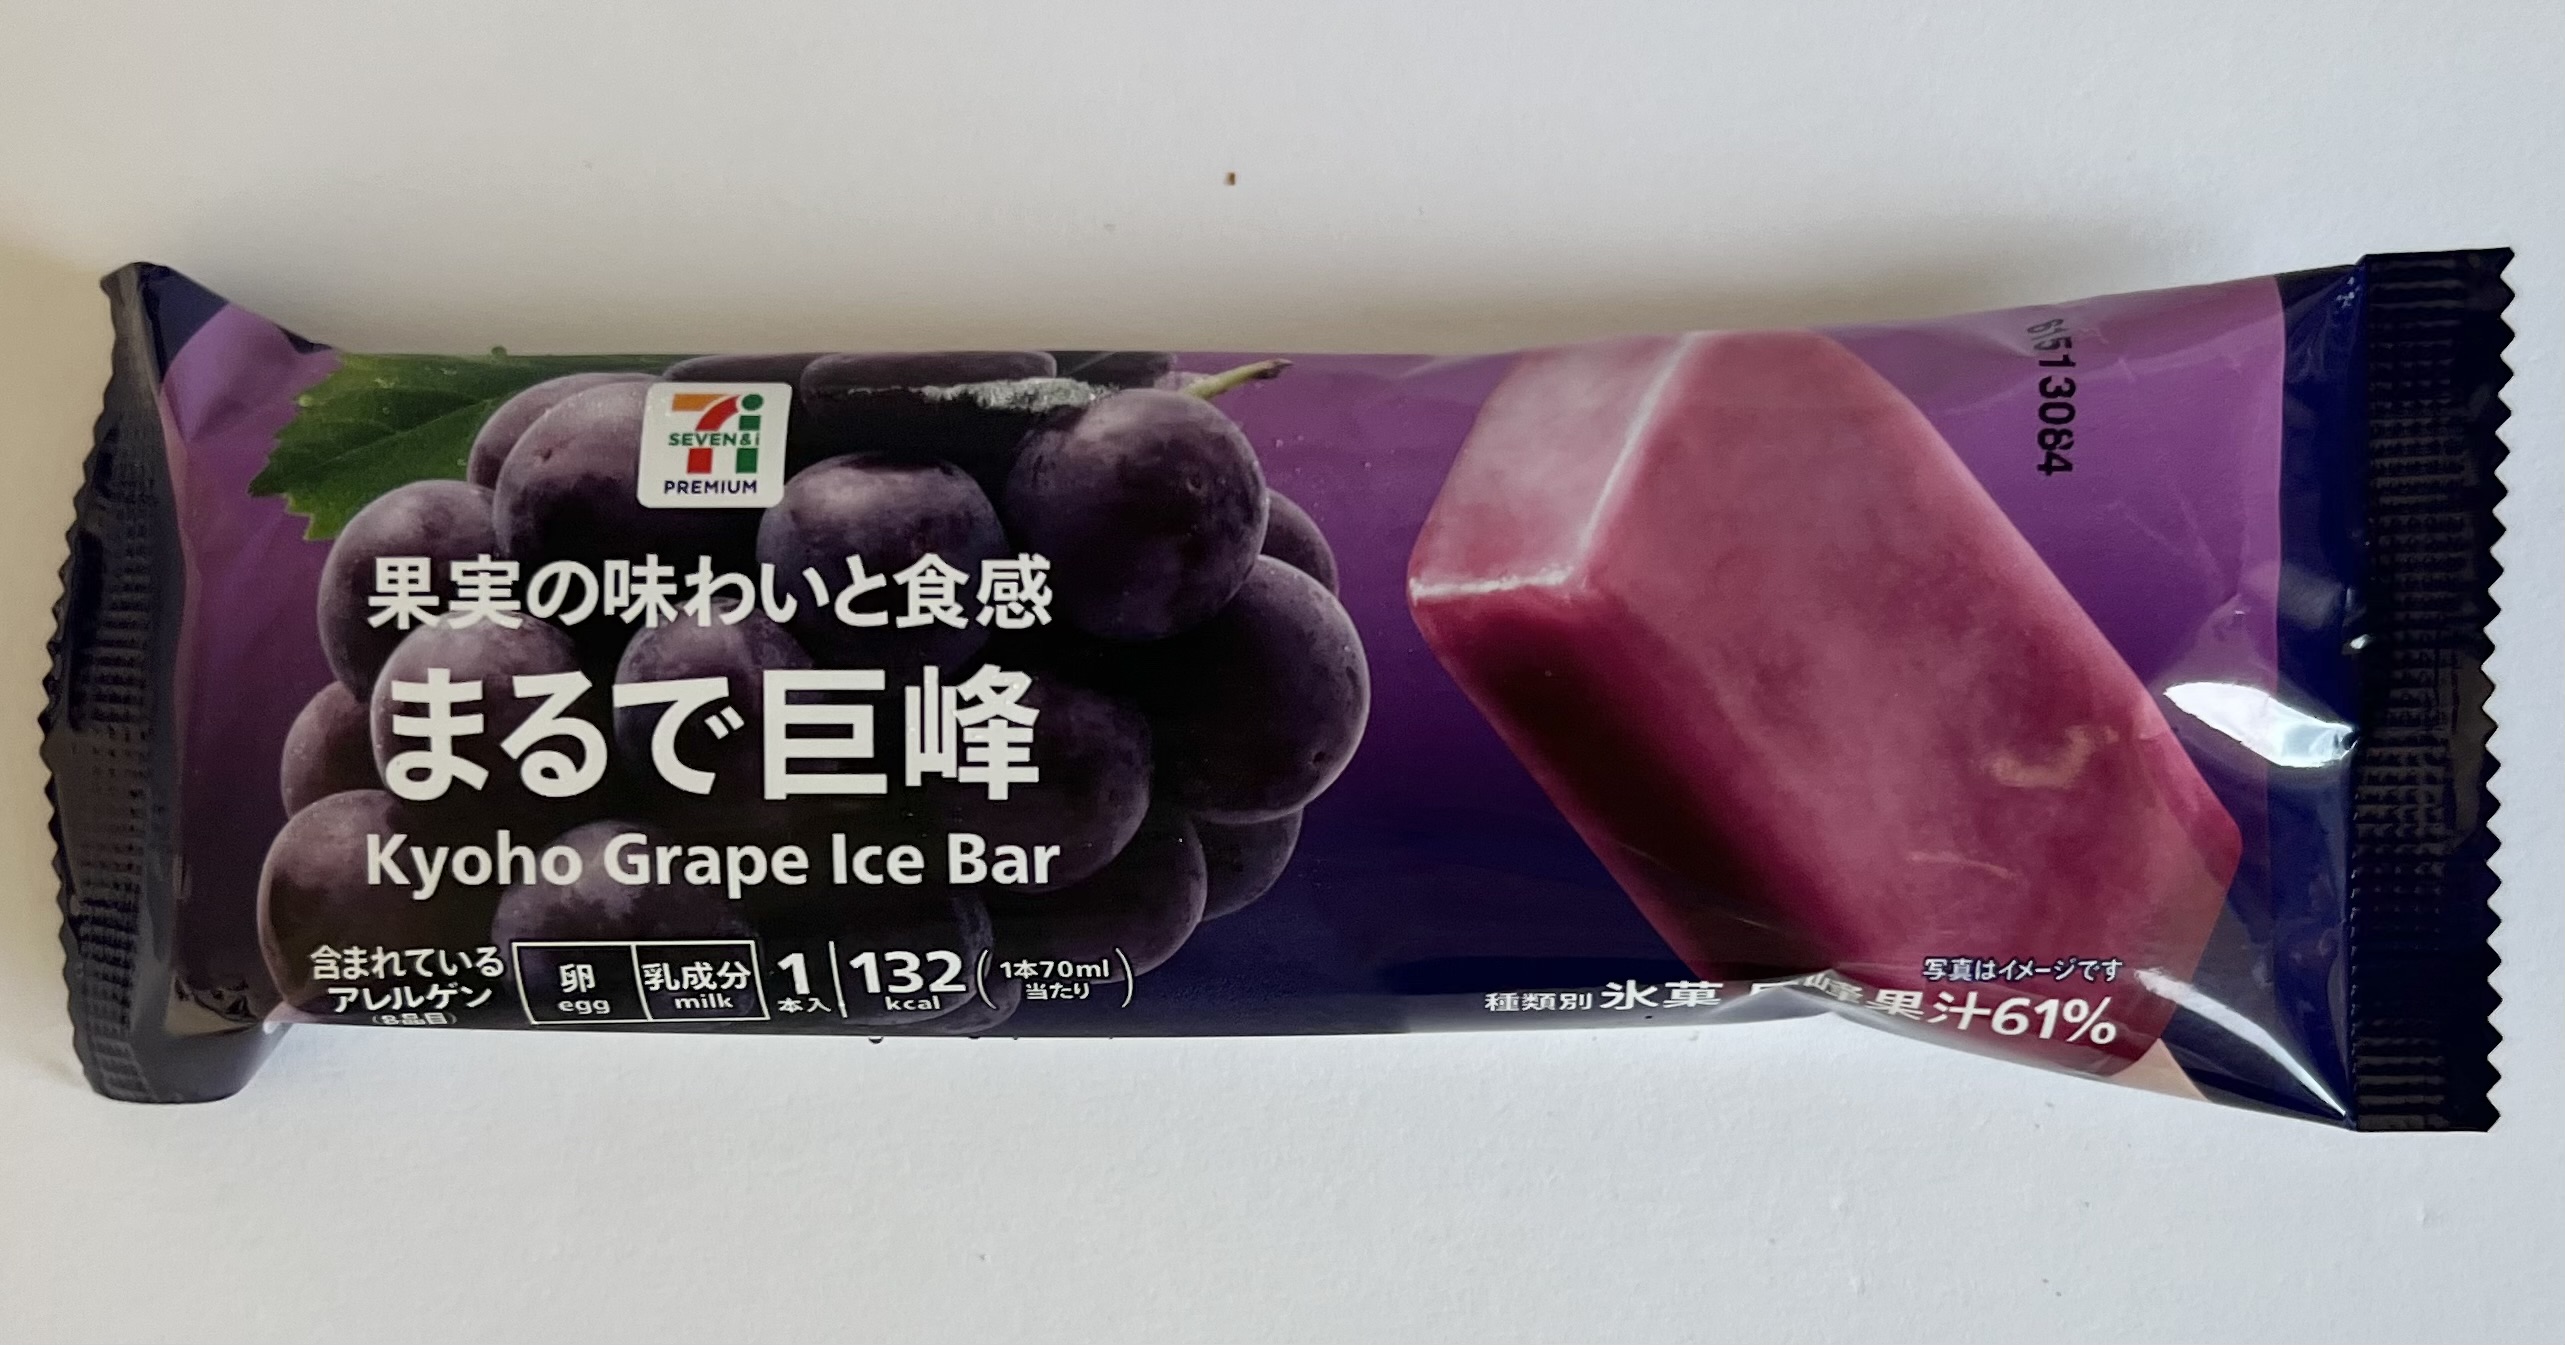 SEVEN&i
PREMIUM
果実の味わいと食感
まるで巨峰
Kyoho Grape Ice Bar
含まれている
アレルゲン
(8品目)
卵
egg
乳成分
milk
1
本入
132
kcal
(1本70ml
当たり)
写真はイメージです
種類別 氷菓 峰果汁61%